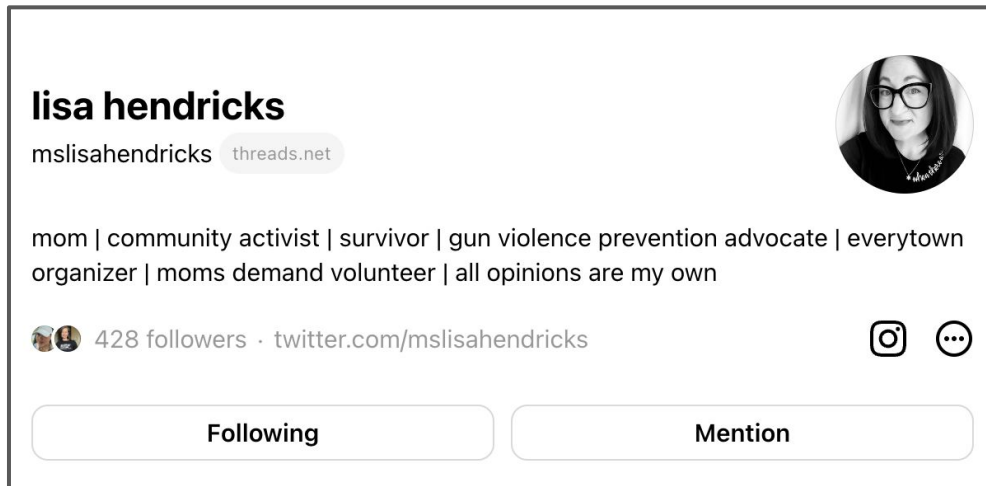 lisa hendricks
mslisahendricks threads.net
mom | community activist | survivor | gun violence prevention advocate | everytown
organizer | moms demand volunteer | all opinions are my own
428 followers · twitter.com/mslisahendricks
Following
Mention